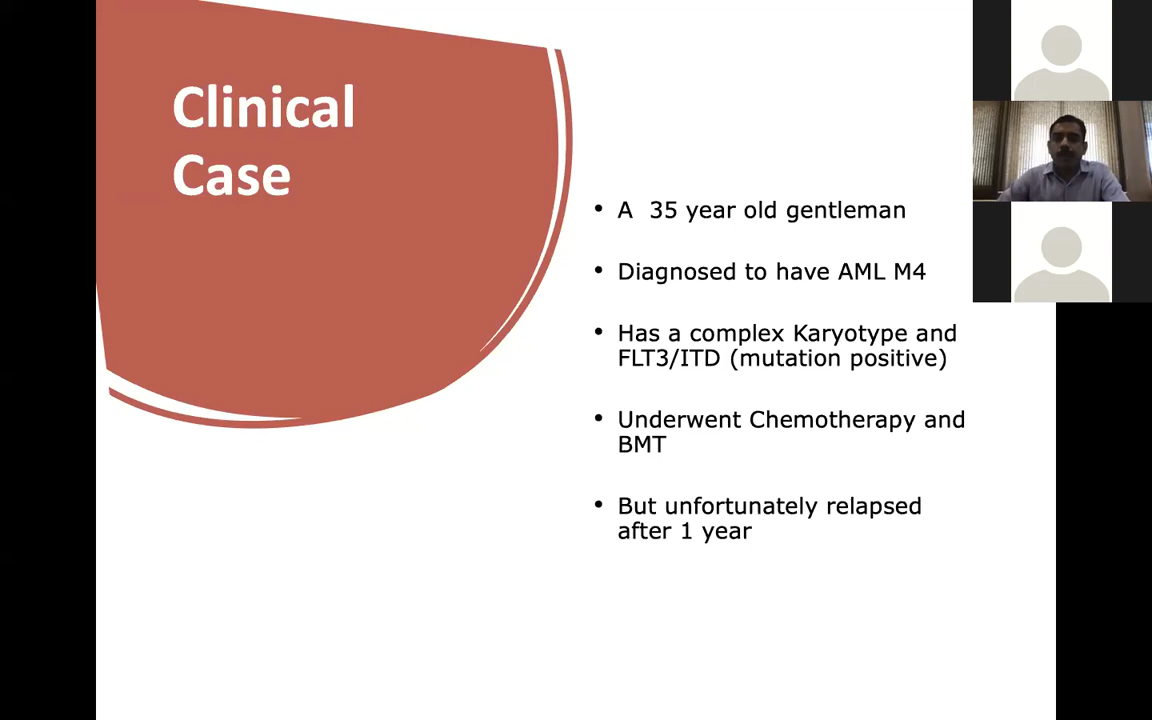 Clinical
Case
• A 35 year old gentleman
• Diagnosed to have AML M4
• Has a complex Karyotype and
FLT3/ITD (mutation positive)
• Underwent Chemotherapy and
BMT
• But unfortunately relapsed
after 1 year